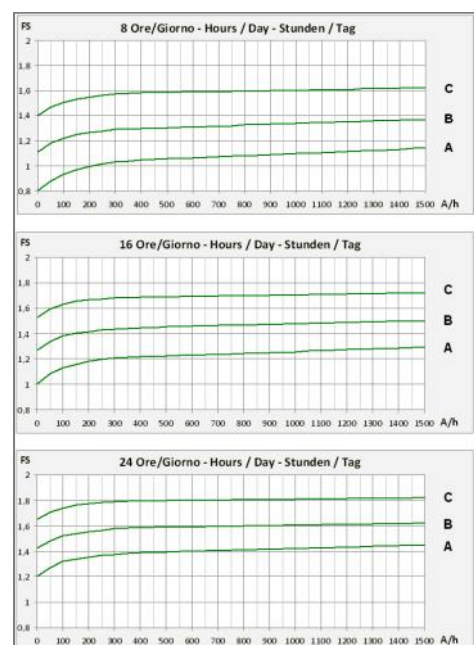 FS 8 Ore/Giorno - Hours / Day - Stunden / Tag
2
1,8
1,6
C
1,4
B
1,2
A
1
0,8
0 100 200 300 400 500 600 700 800 900 1000 1100 1200 1300 1400 1500 A/h
FS 16 Ore/Giorno - Hours / Day - Stunden / Tag
2
1,8
C
1,6
B
1,4
A
1,2
1
0,8
0 100 200 300 400 500 600 700 800 900 1000 1100 1200 1300 1400 1500 A/h
FS 24 Ore/Giorno - Hours / Day - Stunden / Tag
2
1,8
C
1,6
B
A
1,4
1,2
1
0,8
0 100 200 300 400 500 600 700 800 900 1000 1100 1200 1300 1400 1500 A/h